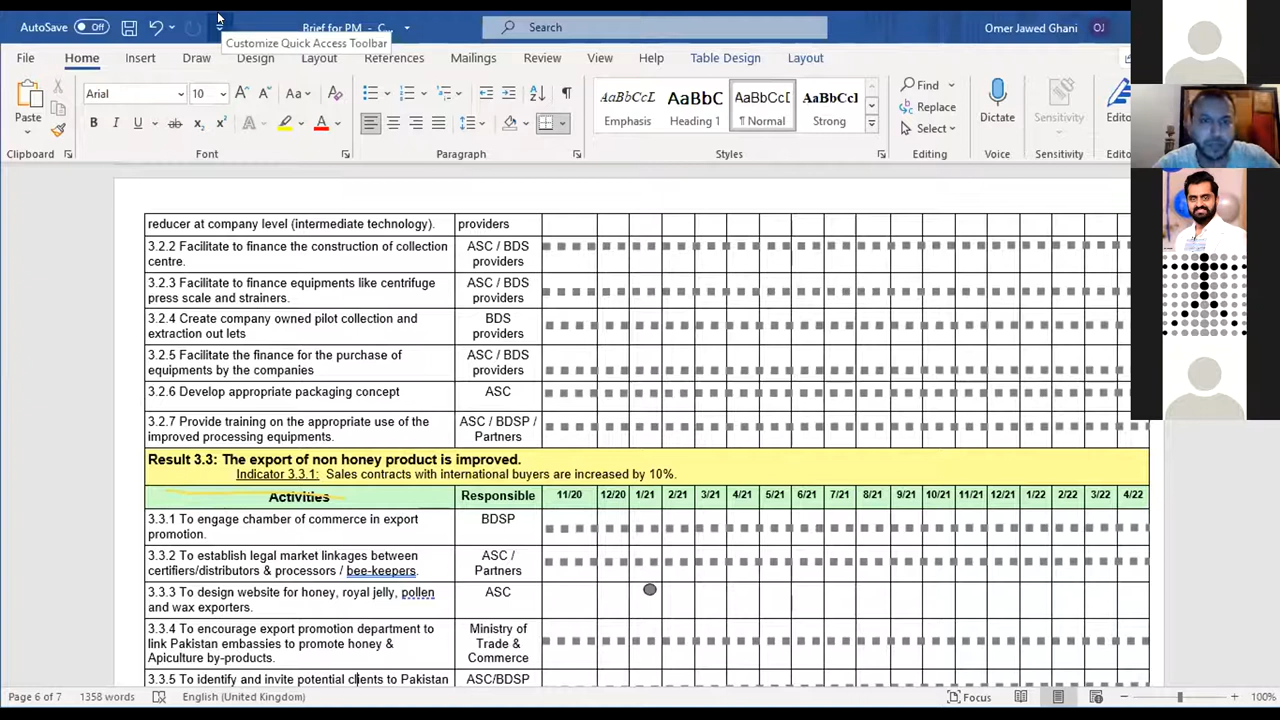 AutoSave Off Brief for PM - C... Search Omer Jawed Ghani OJ
Customize Quick Access Toolbar
File Home Insert Draw Design Layout References Mailings Review View Help Table Design Layout
Paste Arial 10 Aa Find
AaBbCcD AaBbC AaBbCcD AaBbCcl Replace Dictate Sensitivity
Emphasis Heading 1 ¶ Normal Strong Select
Clipboard Font Paragraph Styles Editing Voice Sensitivity
reducer at company level (intermediate technology). providers
3.2.2 Facilitate to finance the construction of collection ASC / BDS
centre. providers
3.2.3 Facilitate to finance equipments like centrifuge ASC / BDS
press scale and strainers. providers
3.2.4 Create company owned pilot collection and BDS
extraction out lets providers
3.2.5 Facilitate the finance for the purchase of ASC / BDS
equipments by the companies providers
3.2.6 Develop appropriate packaging concept ASC
3.2.7 Provide training on the appropriate use of the ASC / BDSP /
improved processing equipments. Partners
Result 3.3: The export of non honey product is improved.
Indicator 3.3.1: Sales contracts with international buyers are increased by 10%.
Activities Responsible 11/20 12/20 1/21 2/21 3/21 4/21 5/21 6/21 7/21 8/21 9/21 10/21 11/21 12/21 1/22 2/22 3/22 4/22
3.3.1 To engage chamber of commerce in export BDSP
promotion.
3.3.2 To establish legal market linkages between ASC /
certifiers/distributors & processors / bee-keepers. Partners
3.3.3 To design website for honey, royal jelly, pollen ASC
and wax exporters.
3.3.4 To encourage export promotion department to Ministry of
link Pakistan embassies to promote honey & Trade &
Apiculture by-products. Commerce
3.3.5 To identify and invite potential clients to Pakistan ASC/BDSP
Page 6 of 7 1358 words English (United Kingdom) Focus 100%